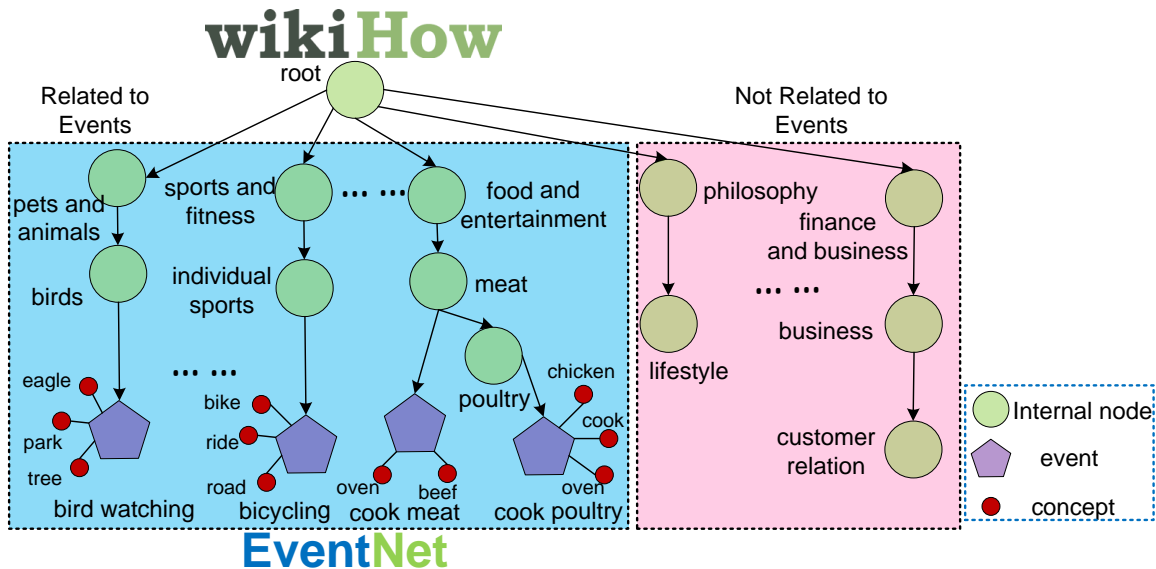 wikiHow
root
Related to
Events
Not Related to
Events
pets and
animals
sports and
fitness
... ...
food and
entertainment
philosophy
finance
and business
birds
individual
sports
meat
... ...
business
lifestyle
poultry
... ...
eagle
park
tree
bike
ride
road
oven
beef
chicken
cook
oven
customer
relation
bird watching
bicycling
cook meat
cook poultry
Internal node
event
concept
EventNet